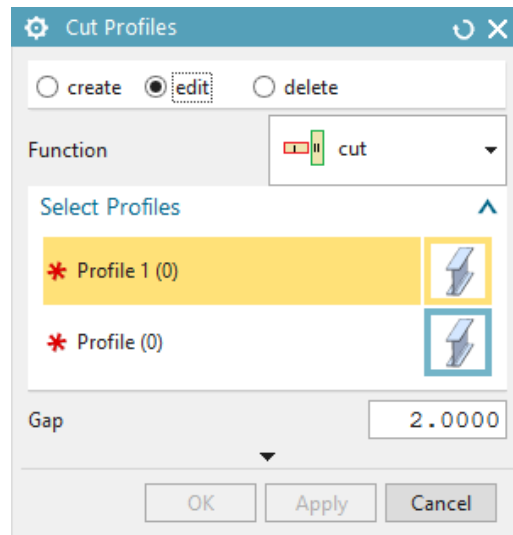 Cut Profiles
create edit delete
Function cut
Select Profiles
* Profile 1 (0)
* Profile (0)
Gap 2.0000
OK Apply Cancel